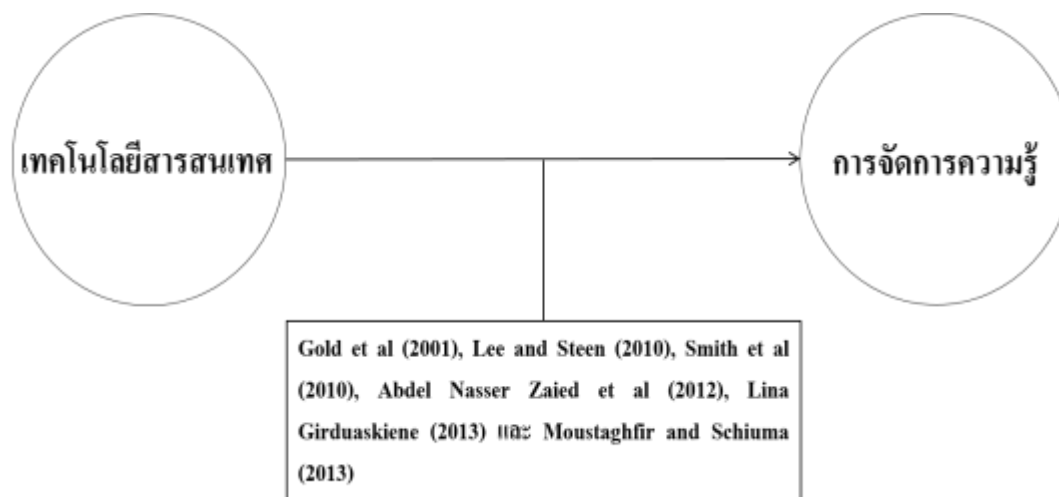 เทคโนโลยีสารสนเทศ
การจัดการความรู้
Gold et al (2001), Lee and Steen (2010), Smith et al
(2010), Abdel Nasser Zaied et al (2012), Lina
Girduaskiene (2013) และ Moustaghfir and Schiuma
(2013)